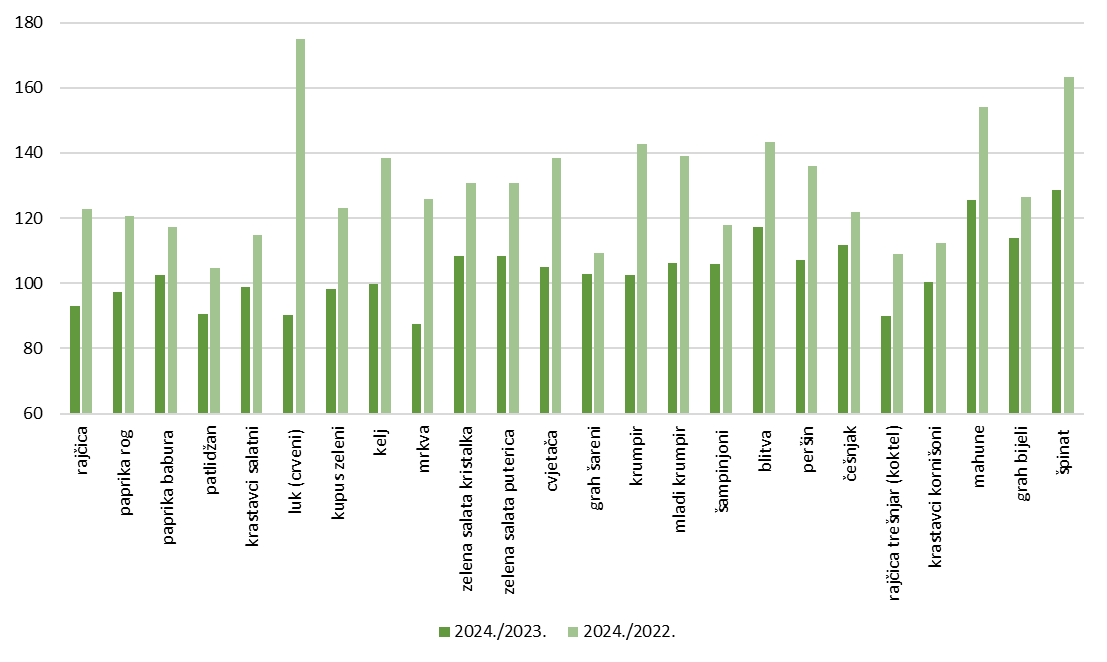 180
160
140
120
100
80
60
rajčica
paprika rog
paprika babura
patlidžan
krastavci salatni
luk (crveni)
kupus zeleni
kelj
mrkva
zelena salata kristalka
zelena salata puterica
cvjetača
grah šareni
krumpir
mladi krumpir
šampinjoni
blitva
peršin
češnjak
rajčica trešnjar (koktel)
krastavci kornišoni
mahune
grah bijeli
špinat
2024./2023.
2024./2022.